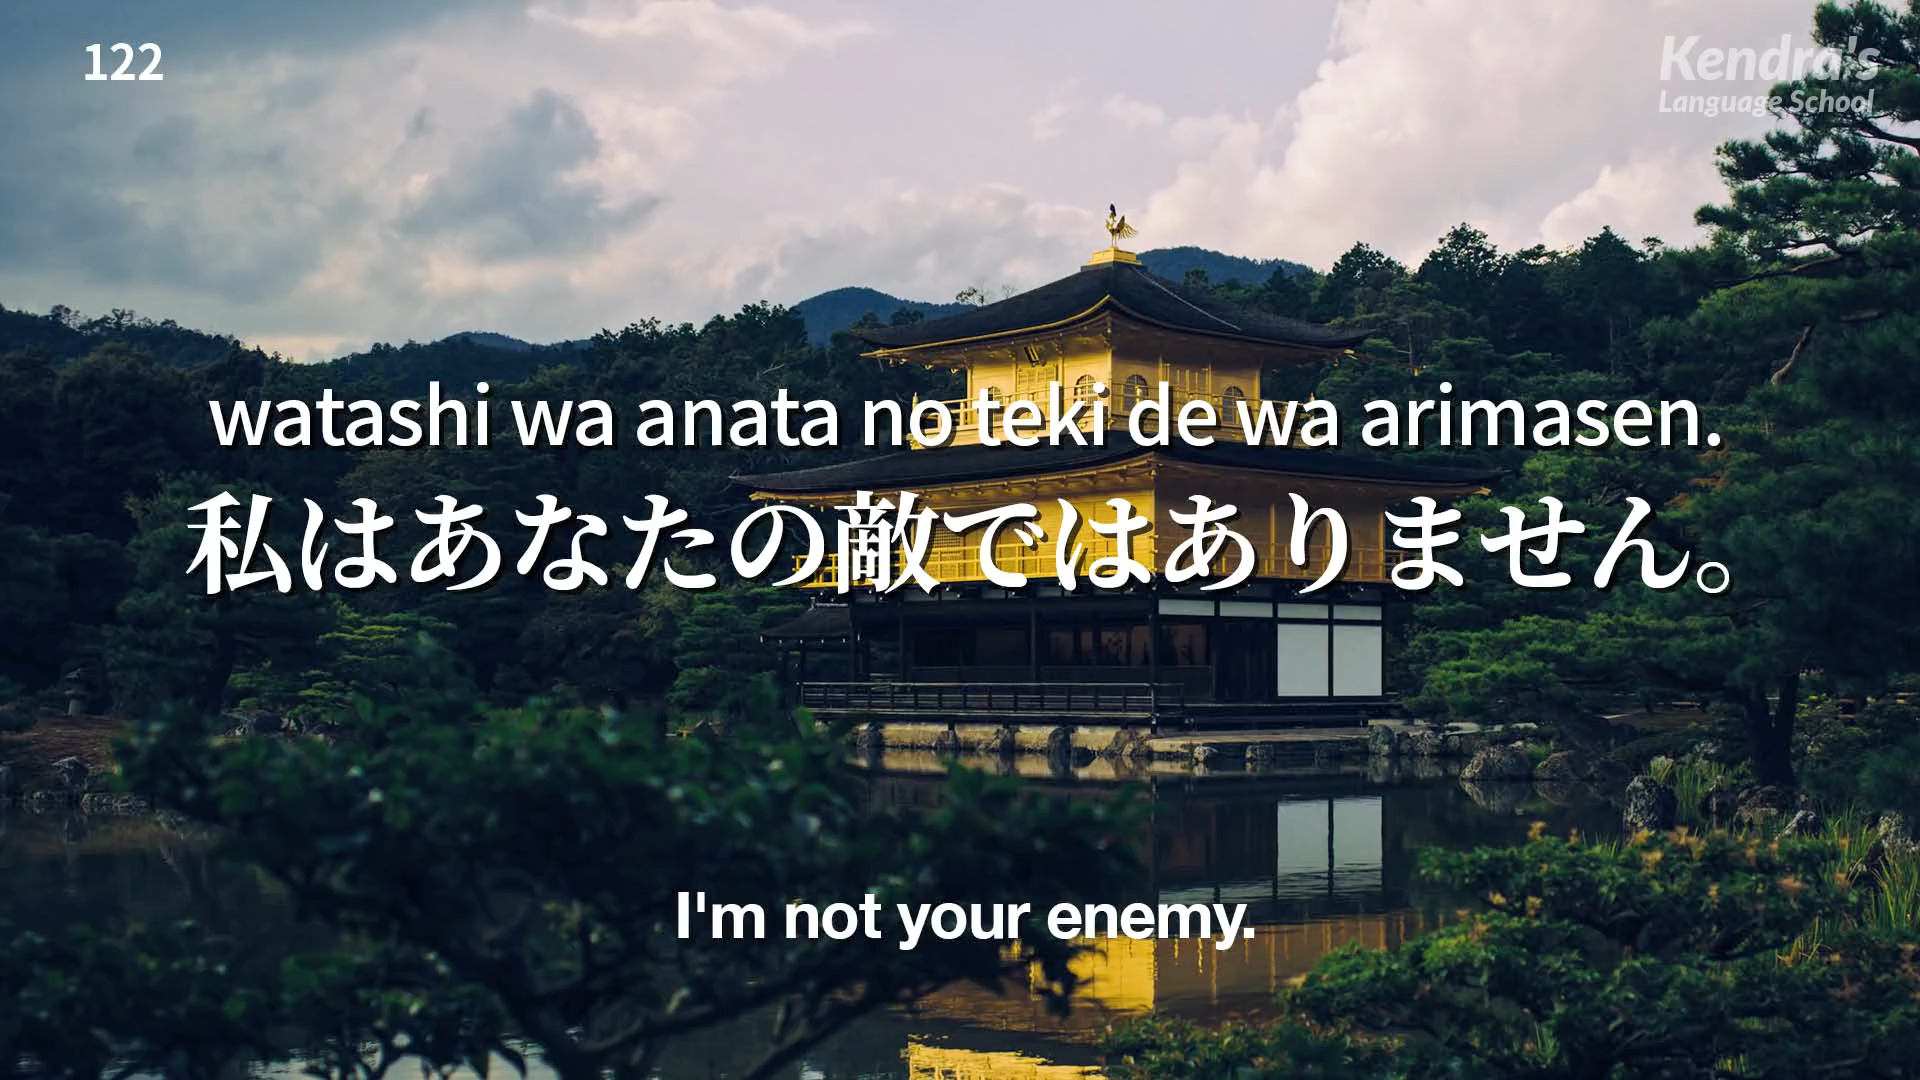 122
Kendra's
Language School
watashi wa anata no teki de wa arimasen.
私はあなたの敵ではありません。
I'm not your enemy.